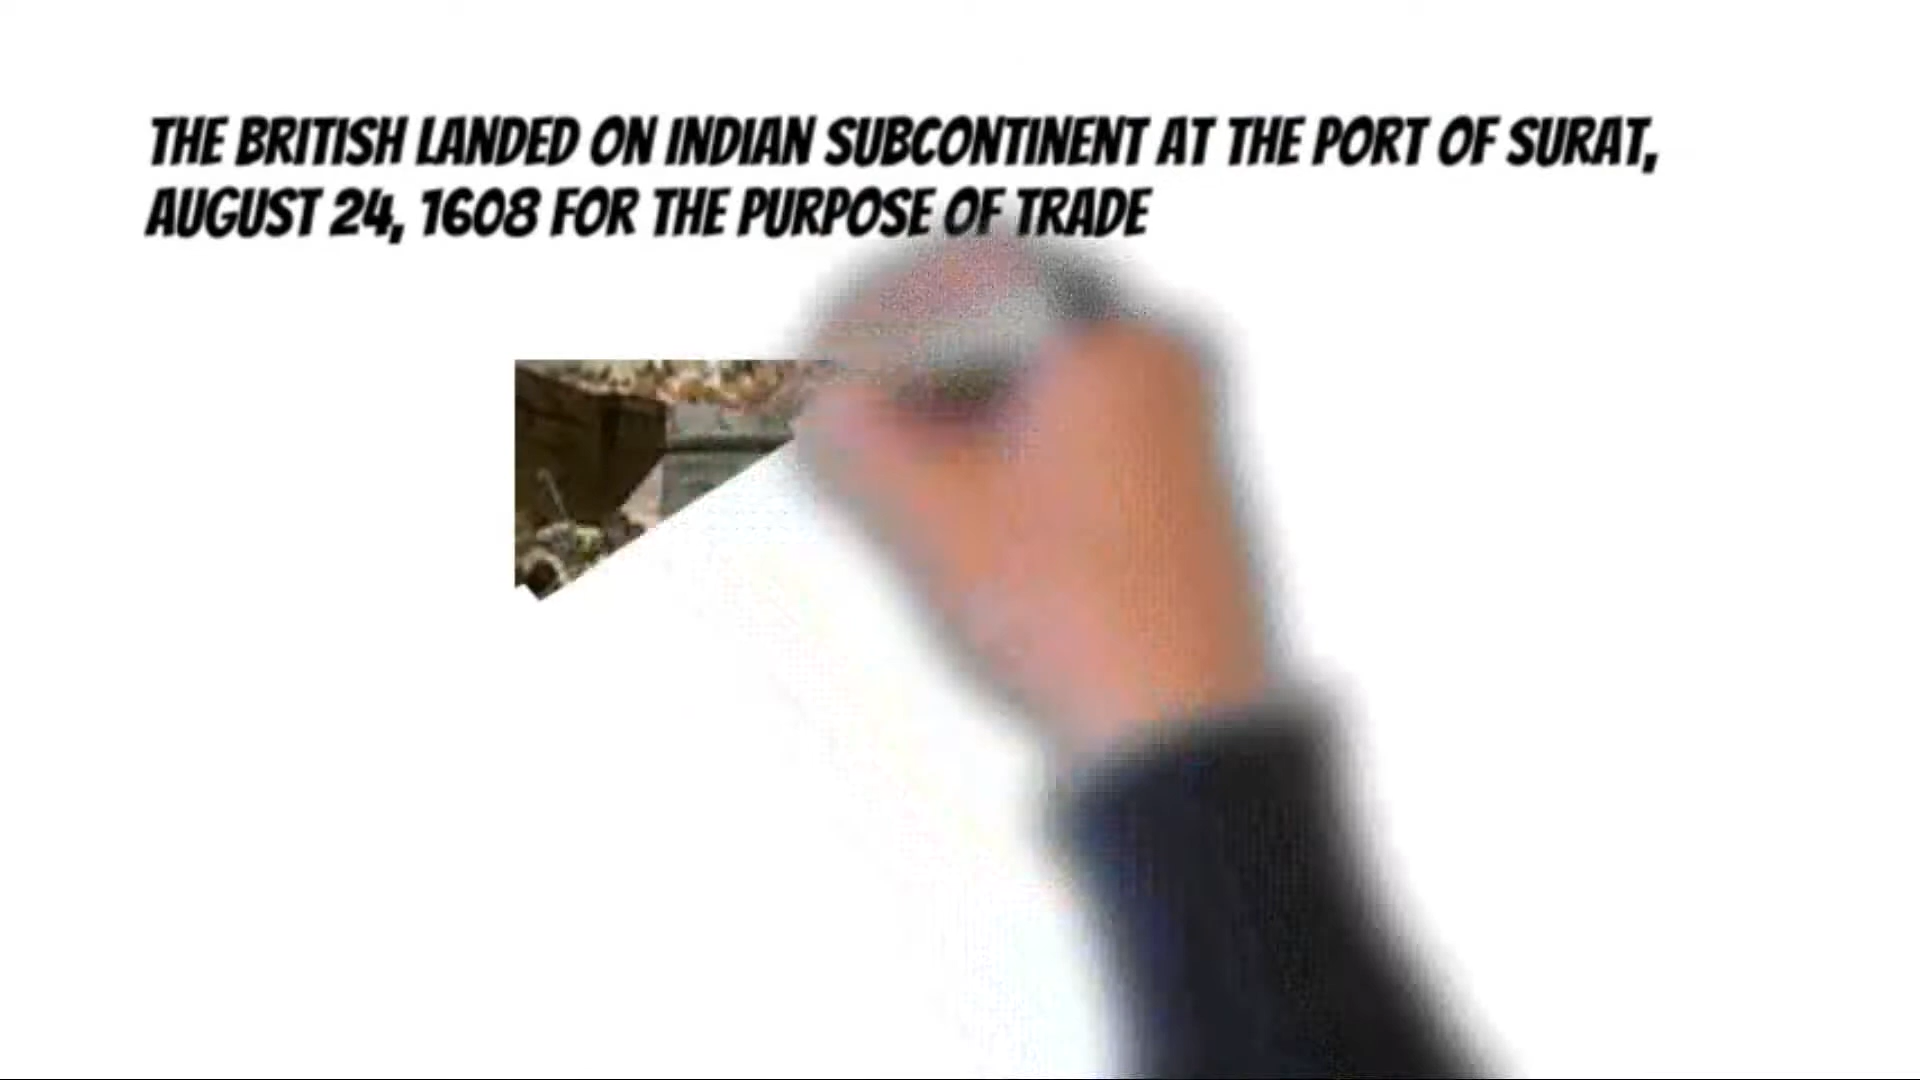 THE BRITISH LANDED ON INDIAN SUBCONTINENT AT THE PORT OF SURAT,
AUGUST 24, 1608 FOR THE PURPOSE OF TRADE